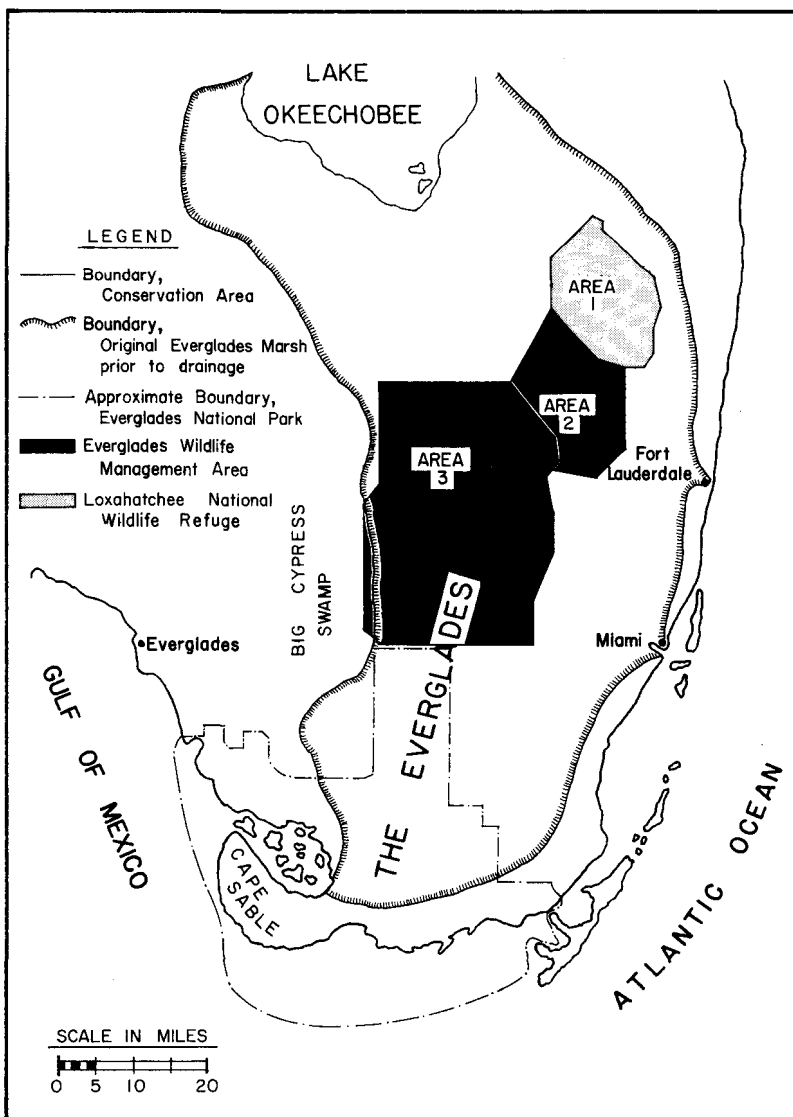 LAKE
OKEECHOBEE
LEGEND
Boundary,
Conservation Area
Boundary,
Original Everglades Marsh
prior to drainage
Approximate Boundary,
Everglades National Park
Everglades Wildlife
Management Area
Loxahatchee National
Wildlife Refuge
AREA
1
AREA
2
AREA
3
Fort
Lauderdale
BIG CYPRESS
SWAMP
Everglades
Miami
THE EVERGLADES
GULF OF MEXICO
CAPE
SABLE
ATLANTIC OCEAN
SCALE IN MILES
0 5 10 20